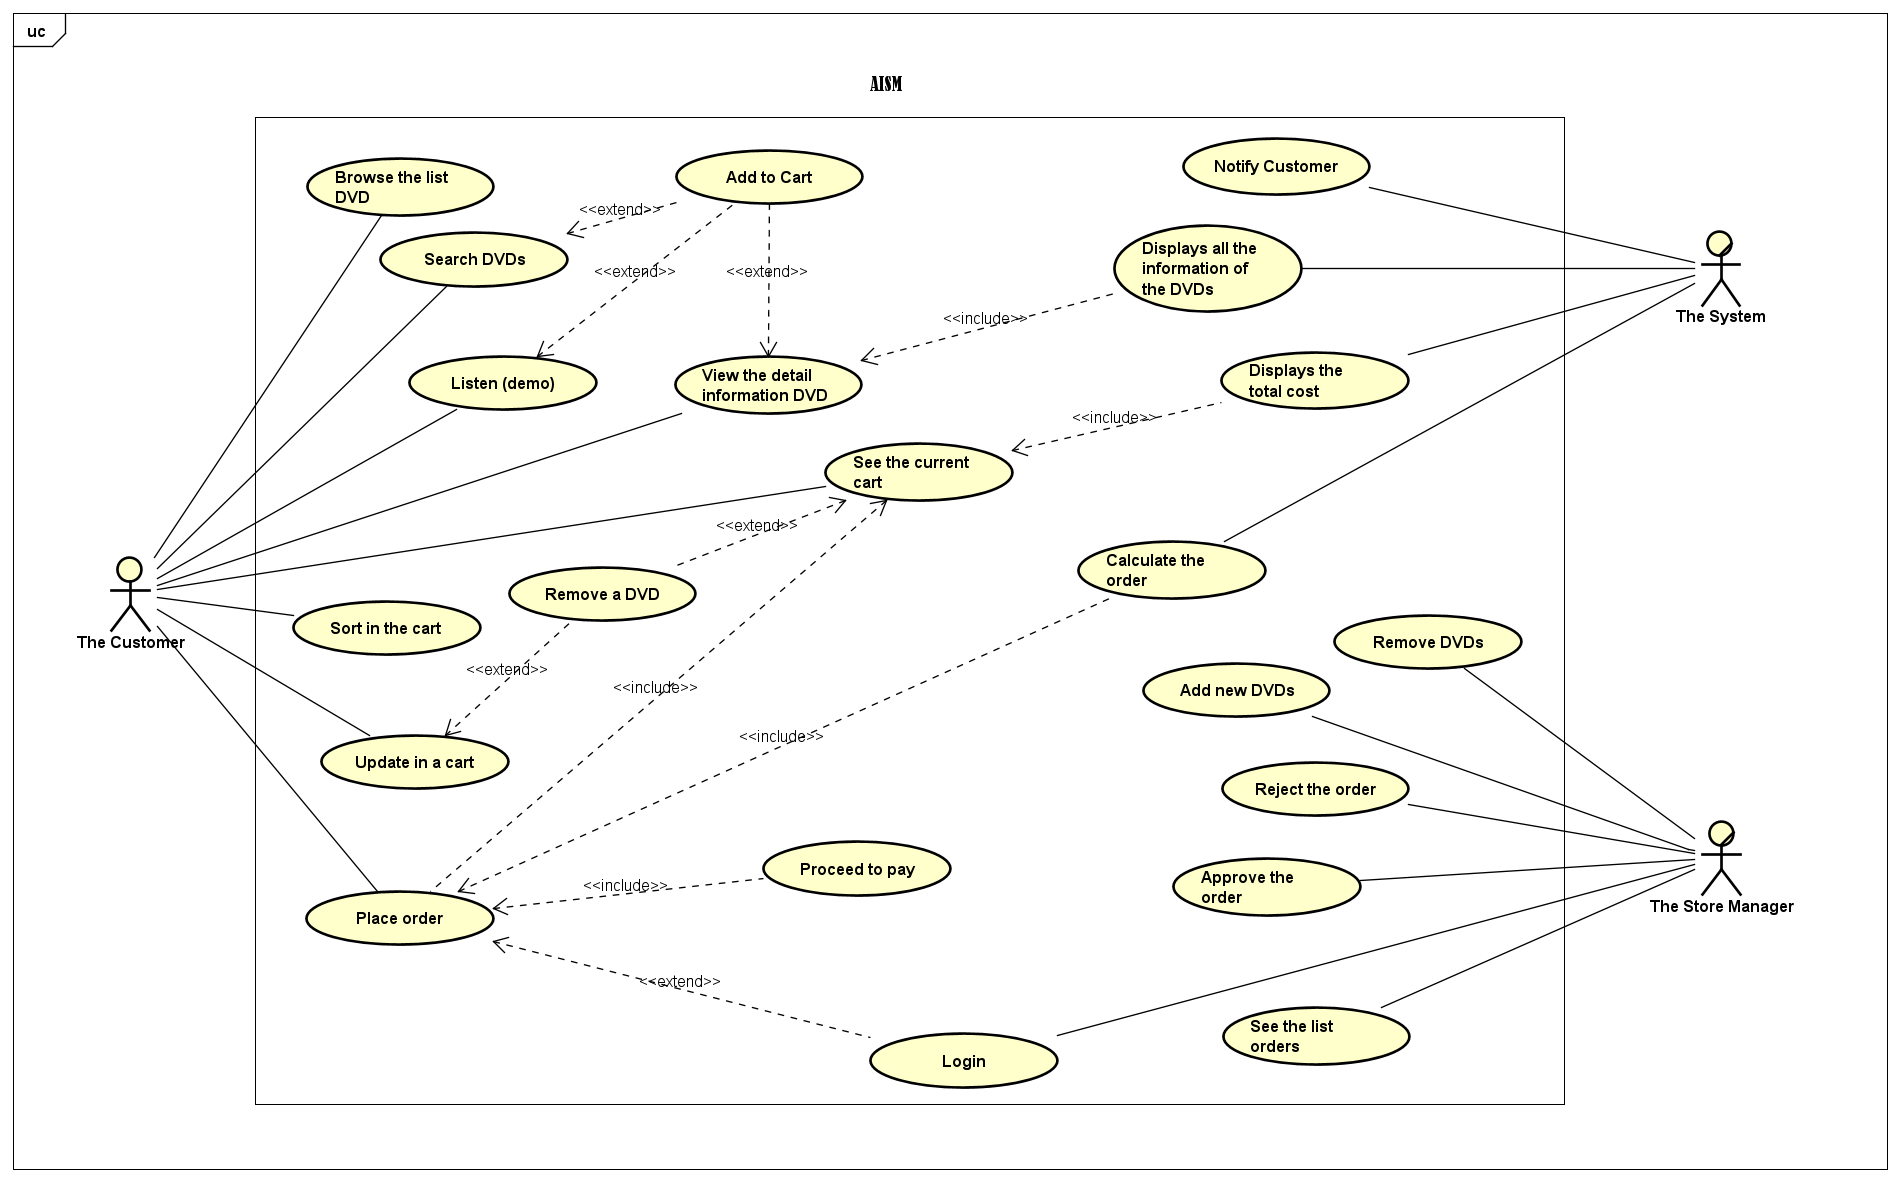 uc
AISM
Browse the list
DVD
Add to Cart
Notify Customer
<<extend>>
Search DVDs
<<extend>>
<<extend>>
Displays all the
information of
the DVDs
The System
<<include>>
Listen (demo)
View the detail
information DVD
Displays the
total cost
<<include>>
See the current
cart
<<extend>>
Calculate the
order
Remove a DVD
The Customer
Sort in the cart
Remove DVDs
<<extend>>
<<include>>
Add new DVDs
<<include>>
Update in a cart
Reject the order
Proceed to pay
<<include>>
Approve the
order
The Store Manager
Place order
<<extend>>
See the list
orders
Login